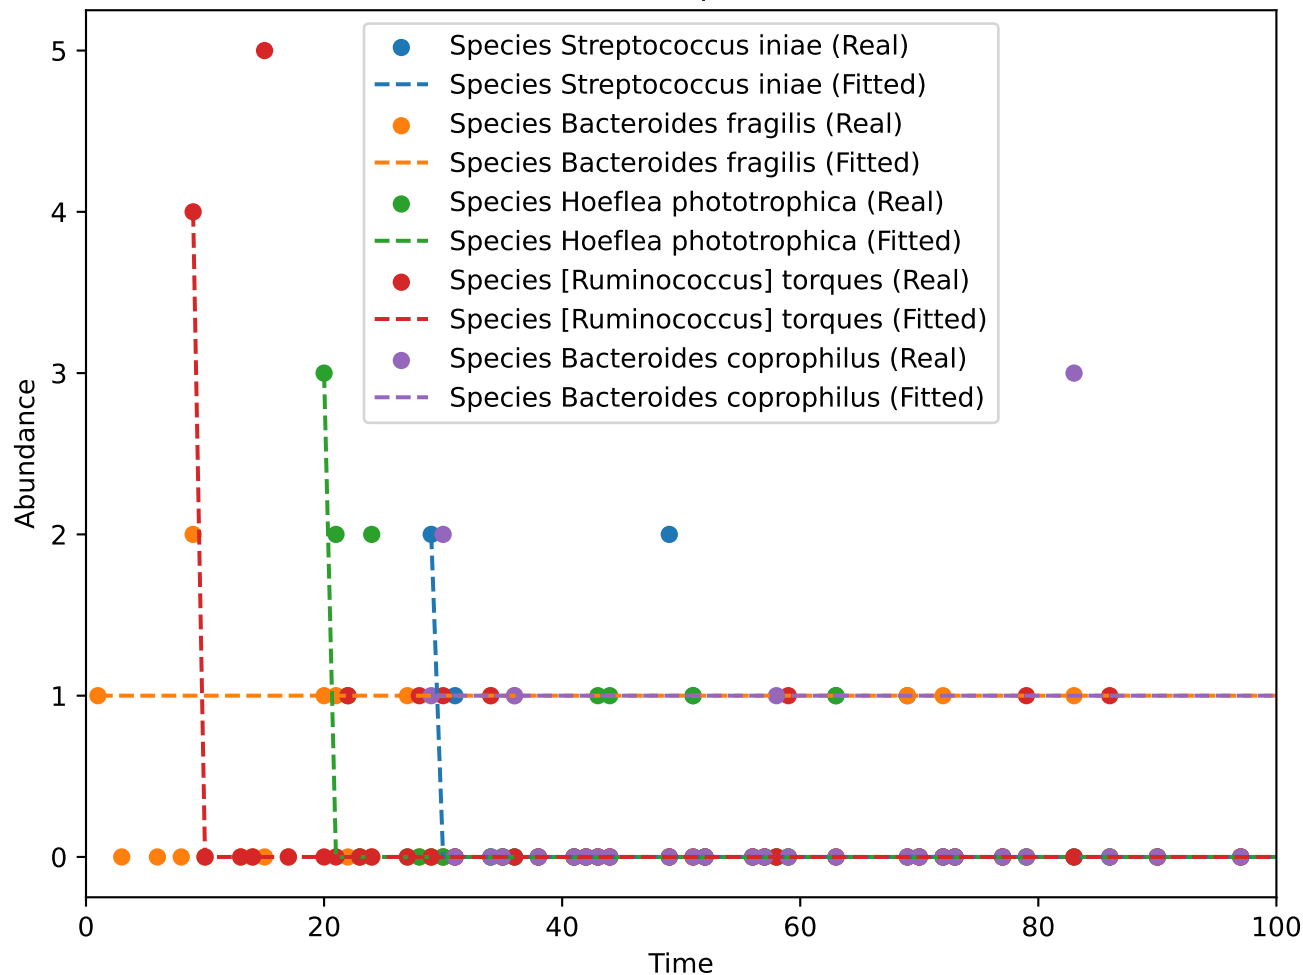 Abundance
5
4
3
2
1
0
Species Streptococcus iniae (Real)
Species Streptococcus iniae (Fitted)
Species Bacteroides fragilis (Real)
Species Bacteroides fragilis (Fitted)
Species Hoeflea phototrophica (Real)
Species Hoeflea phototrophica (Fitted)
Species [Ruminococcus] torques (Real)
Species [Ruminococcus] torques (Fitted)
Species Bacteroides coprophilus (Real)
Species Bacteroides coprophilus (Fitted)
0 20 40 60 80 100
Time